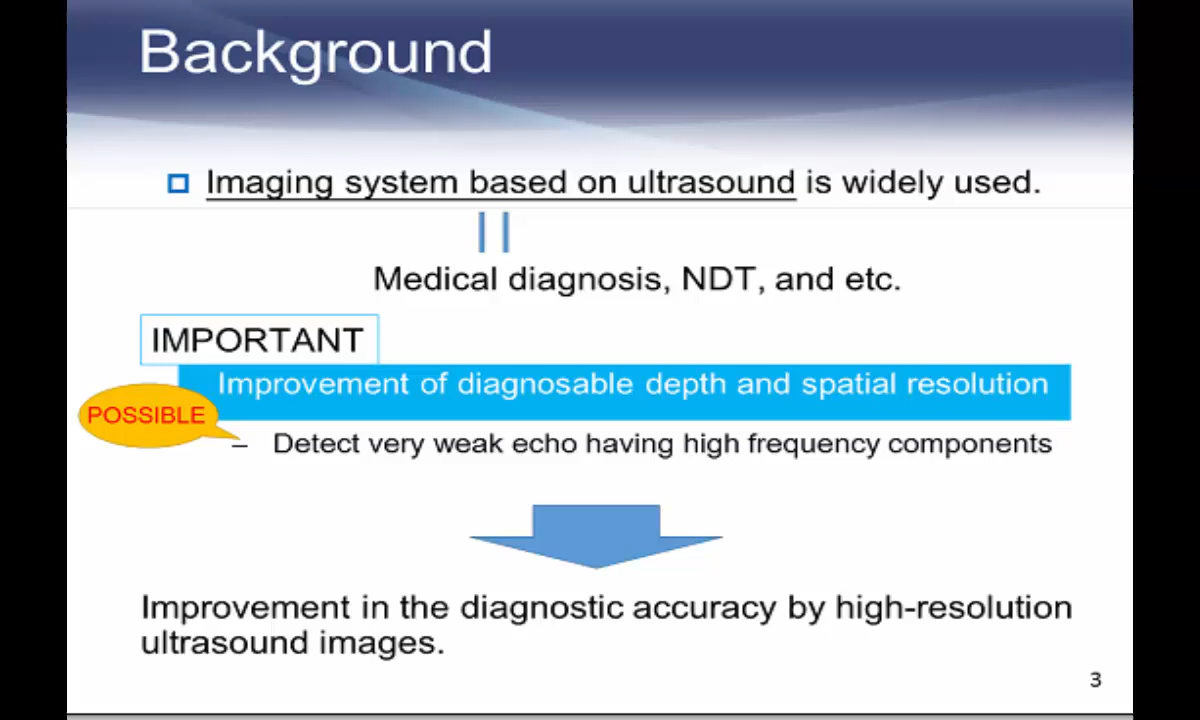 Background
Imaging system based on ultrasound is widely used.
Medical diagnosis, NDT, and etc.
IMPORTANT
Improvement of diagnosable depth and spatial resolution
POSSIBLE
– Detect very weak echo having high frequency components
Improvement in the diagnostic accuracy by high-resolution
ultrasound images.
3